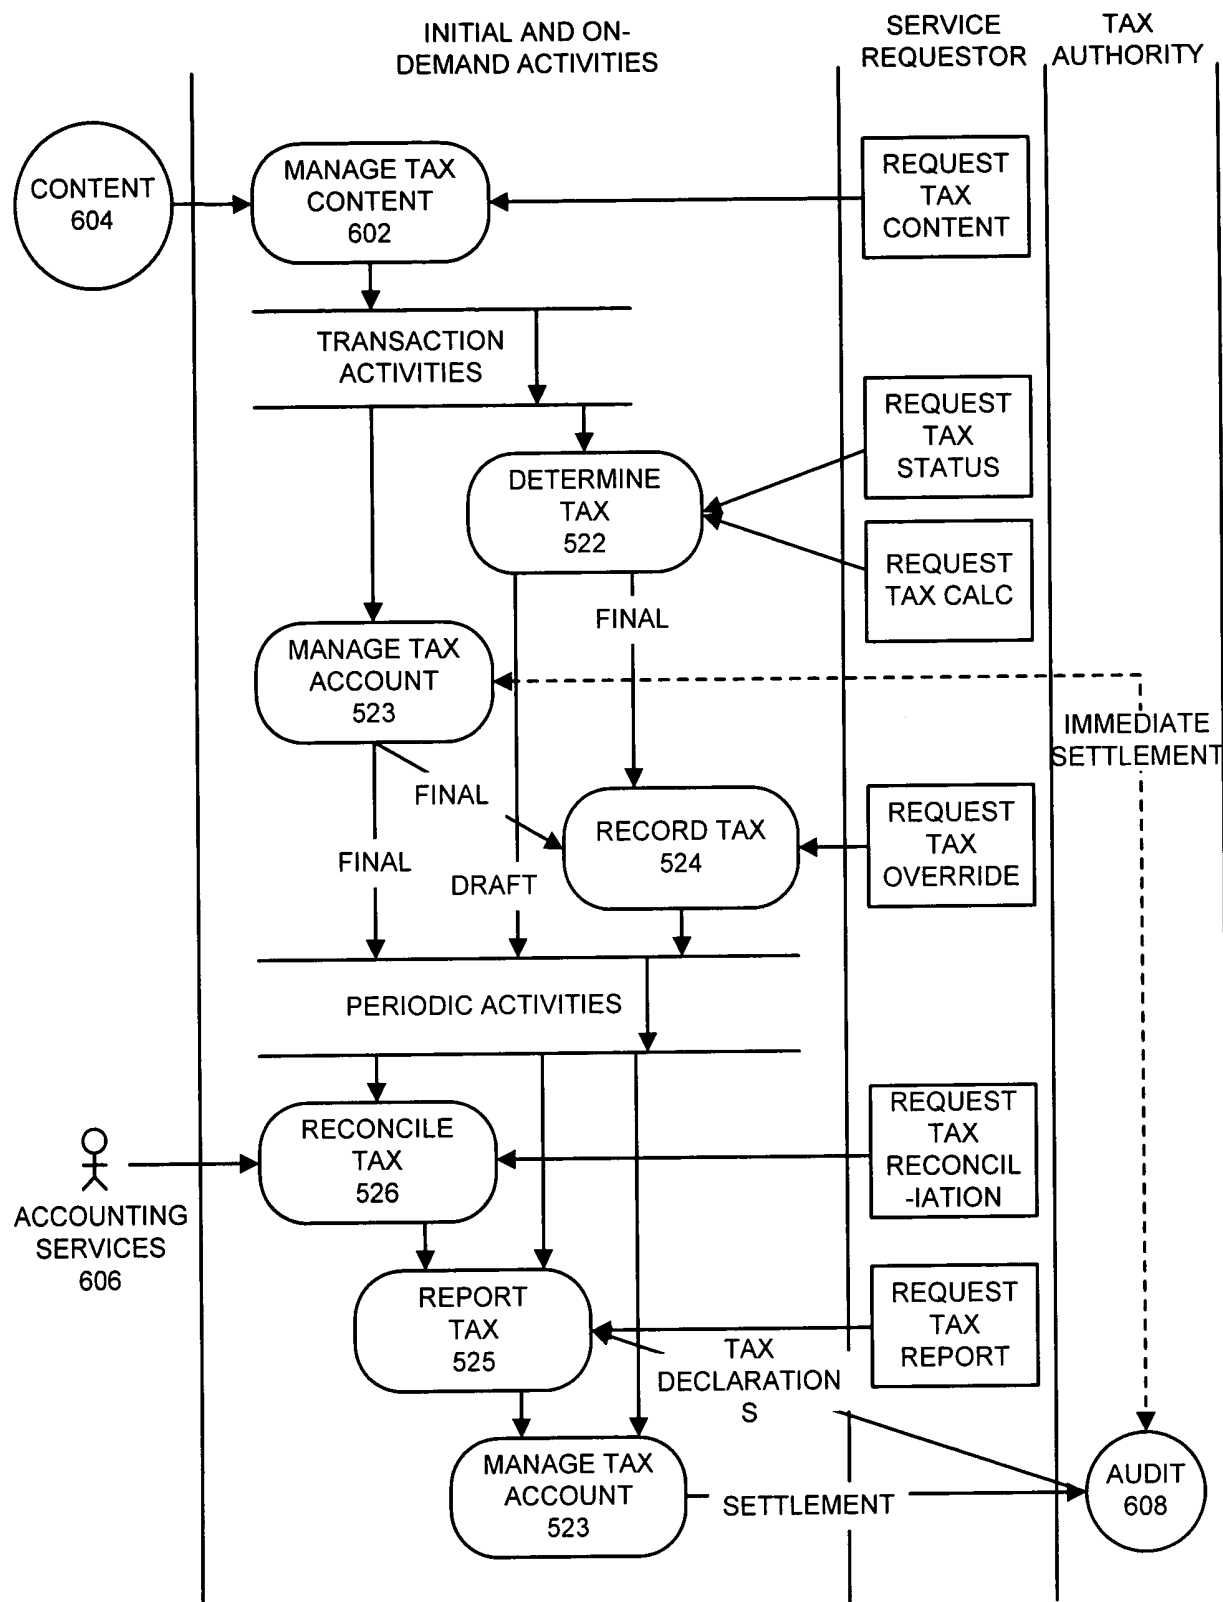 INITIAL AND ON-
DEMAND ACTIVITIES
SERVICE
REQUESTOR
TAX
AUTHORITY
CONTENT
604
MANAGE TAX
CONTENT
602
REQUEST
TAX
CONTENT
TRANSACTION
ACTIVITIES
REQUEST
TAX
STATUS
DETERMINE
TAX
522
REQUEST
TAX CALC
FINAL
MANAGE TAX
ACCOUNT
523
IMMEDIATE
SETTLEMENT
FINAL
RECORD TAX
524
REQUEST
TAX
OVERRIDE
FINAL
DRAFT
PERIODIC ACTIVITIES
RECONCILE
TAX
526
REQUEST
TAX
RECONCIL
-IATION
ACCOUNTING
SERVICES
606
REPORT
TAX
525
REQUEST
TAX
REPORT
TAX
DECLARATION
S
MANAGE TAX
ACCOUNT
523
SETTLEMENT
AUDIT
608